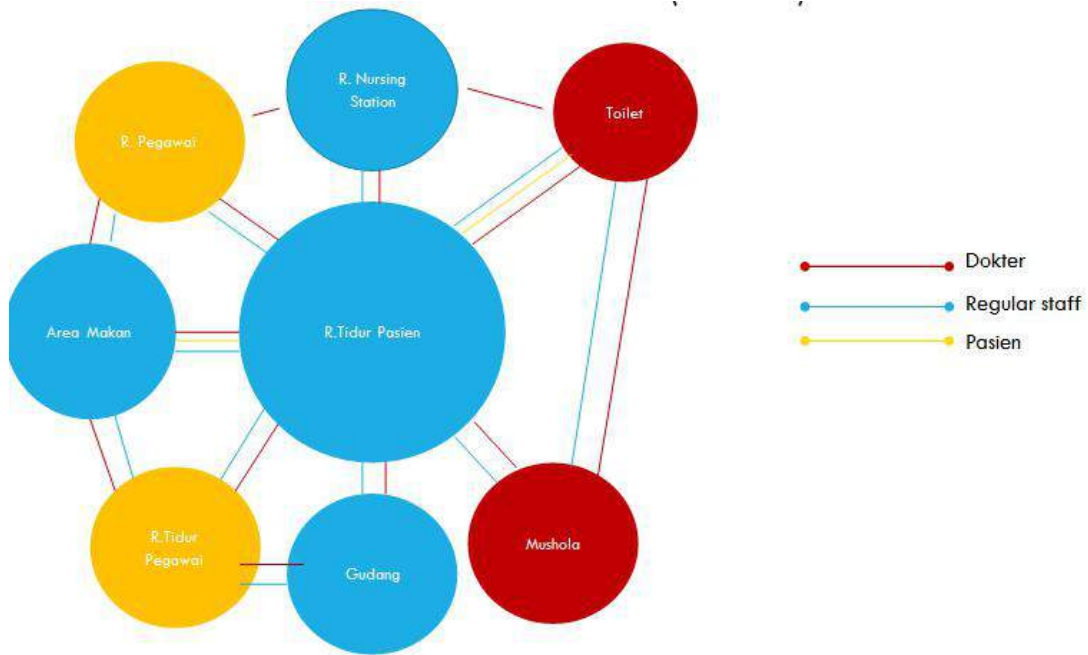 R. Nursing
Station
Toilet
R. Pegawai
Area Makan
R.Tidur Pasien
R.Tidur
Pegawai
Gudang
Mushola
Dokter
Regular staff
Pasien